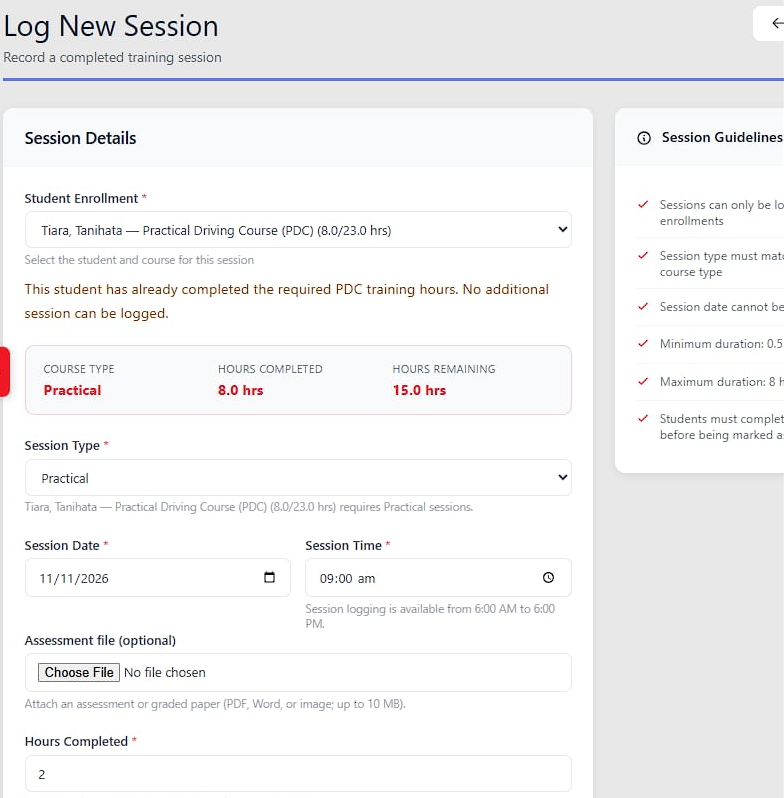 Log New Session
Record a completed training session
Session Details
Student Enrollment *
Tiara, Tanihata — Practical Driving Course (PDC) (8.0/23.0 hrs)
Select the student and course for this session
This student has already completed the required PDC training hours. No additional
session can be logged.
COURSE TYPE
Practical
HOURS COMPLETED
8.0 hrs
HOURS REMAINING
15.0 hrs
Session Type *
Practical
Tiara, Tanihata — Practical Driving Course (PDC) (8.0/23.0 hrs) requires Practical sessions.
Session Date *
11/11/2026
Session Time *
09:00 am
Session logging is available from 6:00 AM to 6:00
PM.
Assessment file (optional)
Choose File No file chosen
Attach an assessment or graded paper (PDF, Word, or image; up to 10 MB).
Hours Completed *
2
Session Guidelines
Sessions can only be lo
enrollments
Session type must mat
course type
Session date cannot be
Minimum duration: 0.5
Maximum duration: 8 h
Students must complet
before being marked a